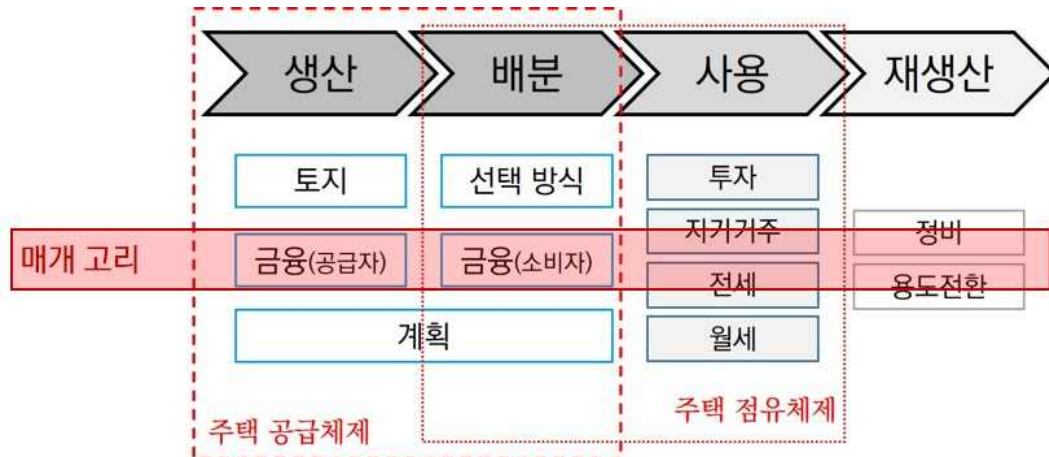 생산
배분
사용
재생산
토지
선택 방식
투자
자기기주
정비
매개 고리
금융(공급자)
금융(소비자)
전세
용도전환
계획
월세
주택 공급체제
주택 점유체제